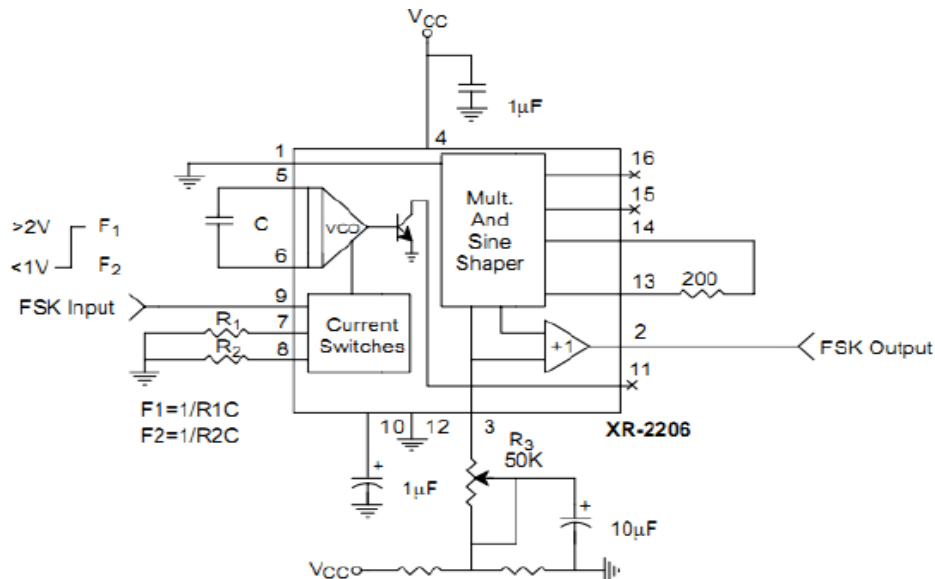 VCC
1µF
4
1
16
5
15
Mult.
And
Sine
Shaper
14
C
VCO
>2V
F1
<1V
F2
6
13
200
FSK Input
9
7
R1
Current
Switches
+1
2
FSK Output
8
R2
11
F1=1/R1C
F2=1/R2C
10
12
3
XR-2206
R3
50K
+
1µF
+
10µF
VCC